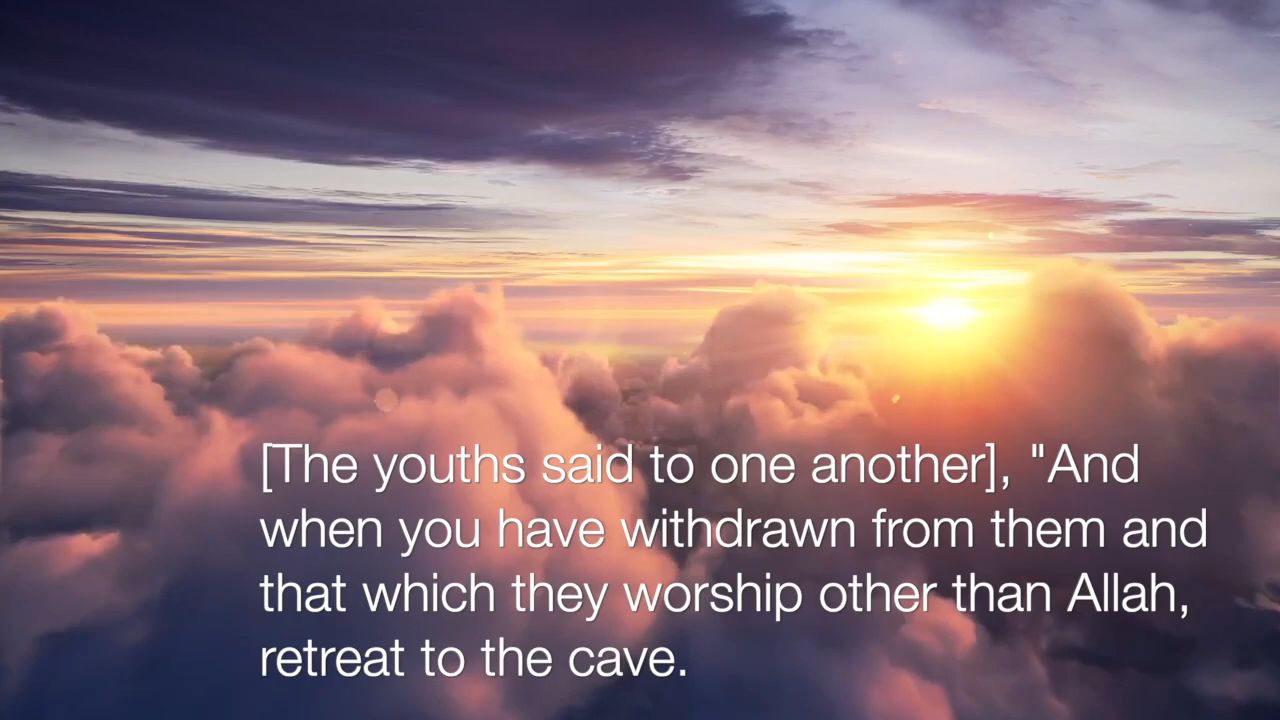 [The youths said to one another], "And
when you have withdrawn from them and
that which they worship other than Allah,
retreat to the cave.